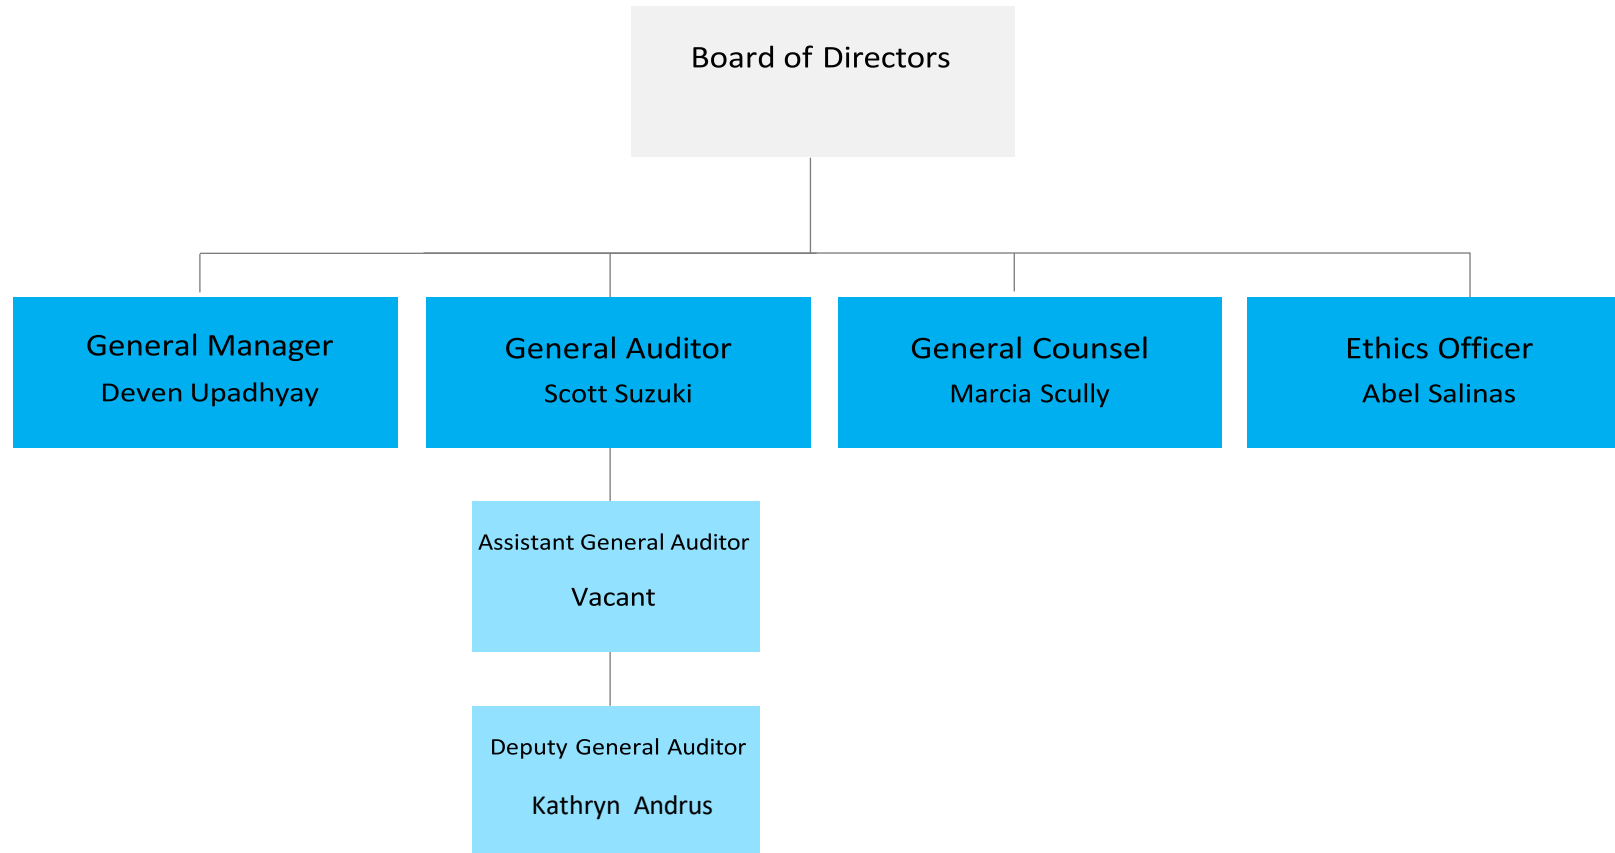 Board of Directors
General Manager
Deven Upadhyay
General Auditor
Scott Suzuki
General Counsel
Marcia Scully
Ethics Officer
Abel Salinas
Assistant General Auditor
Vacant
Deputy General Auditor
Kathryn Andrus